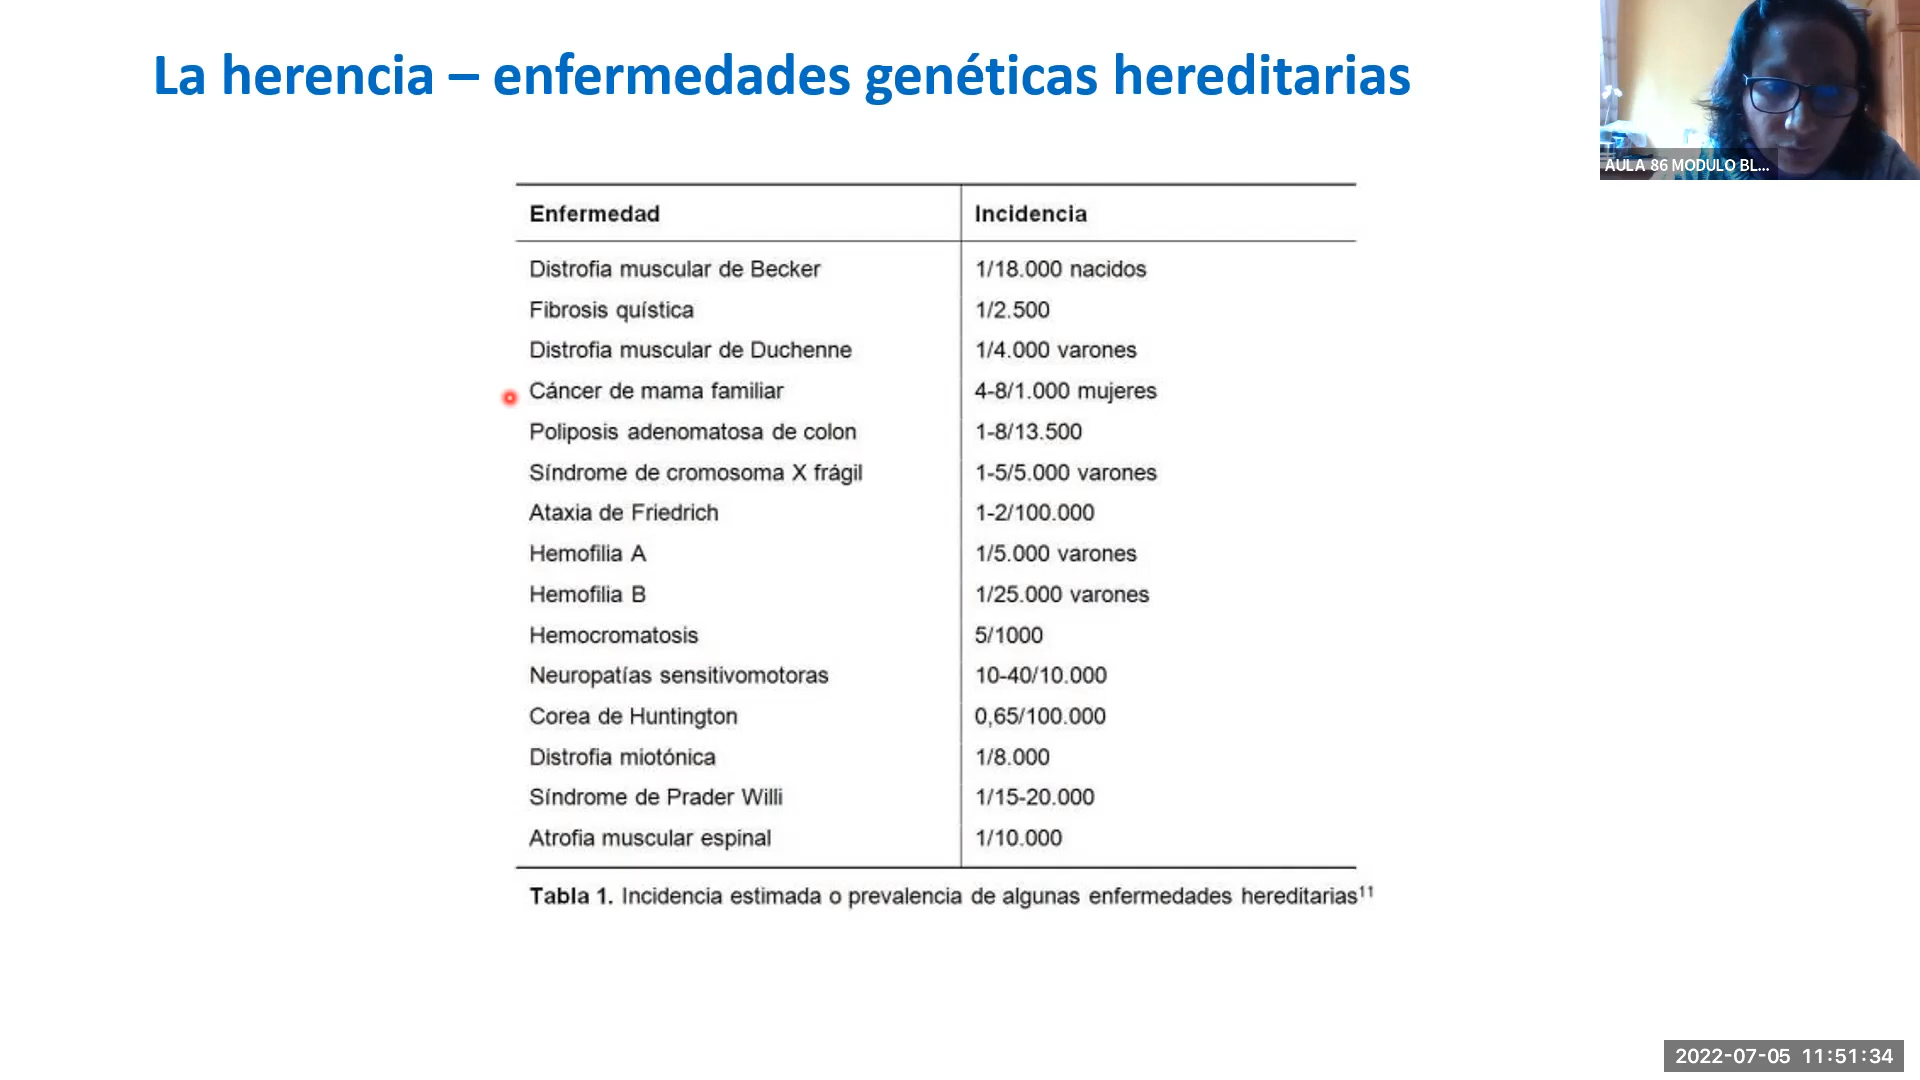 La herencia – enfermedades genéticas hereditarias
AULA 86 MODULO BL...
Enfermedad Incidencia
Distrofia muscular de Becker 1/18.000 nacidos
Fibrosis quística 1/2.500
Distrofia muscular de Duchenne 1/4.000 varones
Cáncer de mama familiar 4-8/1.000 mujeres
Poliposis adenomatosa de colon 1-8/13.500
Síndrome de cromosoma X frágil 1-5/5.000 varones
Ataxia de Friedrich 1-2/100.000
Hemofilia A 1/5.000 varones
Hemofilia B 1/25.000 varones
Hemocromatosis 5/1000
Neuropatías sensitivomotoras 10-40/10.000
Corea de Huntington 0,65/100.000
Distrofia miotónica 1/8.000
Síndrome de Prader Willi 1/15-20.000
Atrofia muscular espinal 1/10.000
Tabla 1. Incidencia estimada o prevalencia de algunas enfermedades hereditarias¹¹
2022-07-05 11:51:34